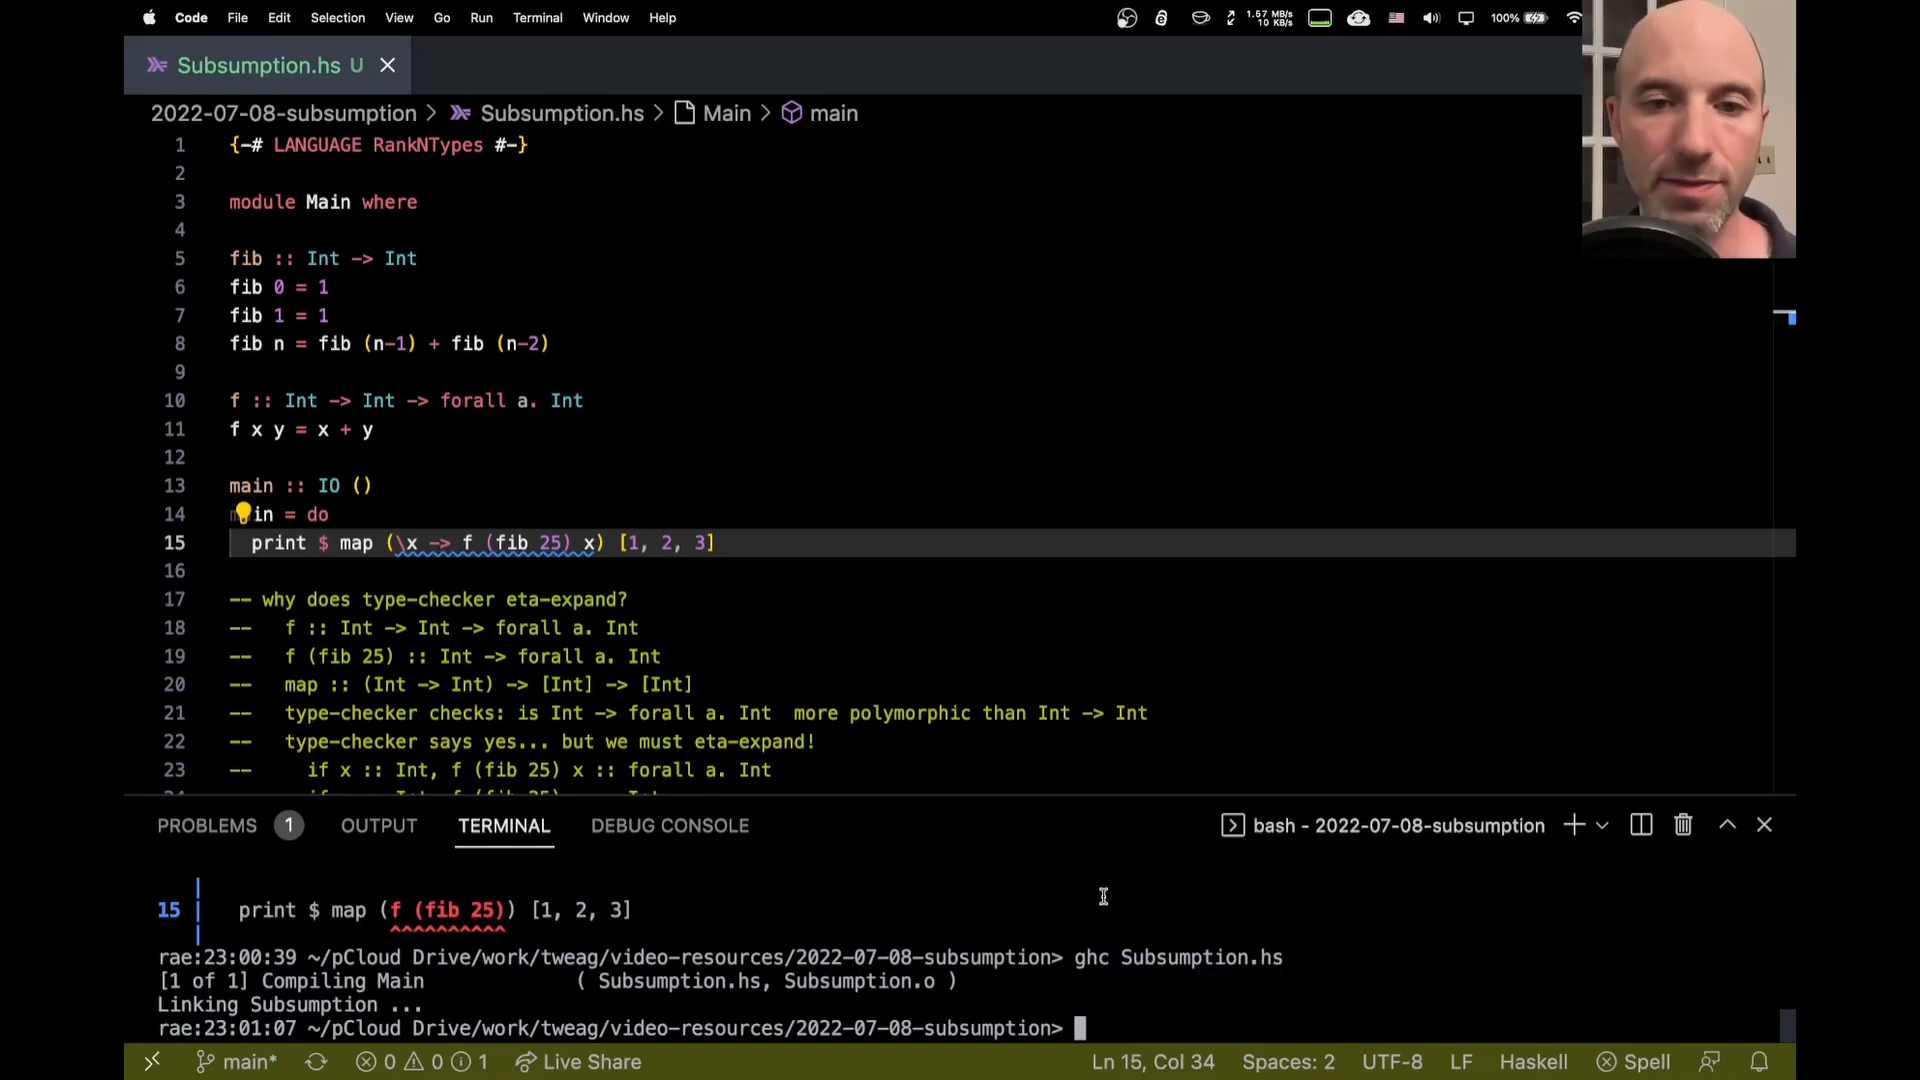 Code File Edit Selection View Go Run Terminal Window Help
1.67 MB/s
10 KB/s
100%
Subsumption.hs U
2022-07-08-subsumption > Subsumption.hs > Main > main
1 {-# LANGUAGE RankNTypes #-}
2
3 module Main where
4
5 fib :: Int -> Int
6 fib 0 = 1
7 fib 1 = 1
8 fib n = fib (n-1) + fib (n-2)
9
10 f :: Int -> Int -> forall a. Int
11 f x y = x + y
12
13 main :: IO ()
14 in = do
15 print $ map (\x -> f (fib 25) x) [1, 2, 3]
16
17 -- why does type-checker eta-expand?
18 -- f :: Int -> Int -> forall a. Int
19 -- f (fib 25) :: Int -> forall a. Int
20 -- map :: (Int -> Int) -> [Int] -> [Int]
21 -- type-checker checks: is Int -> forall a. Int more polymorphic than Int -> Int
22 -- type-checker says yes... but we must eta-expand!
23 -- if x :: Int, f (fib 25) x :: forall a. Int
PROBLEMS 1 OUTPUT TERMINAL DEBUG CONSOLE bash - 2022-07-08-subsumption
15 | print $ map (f (fib 25)) [1, 2, 3]
^^^^^^^^^^
rae:23:00:39 ~/pCloud Drive/work/tweag/video-resources/2022-07-08-subsumption> ghc Subsumption.hs
[1 of 1] Compiling Main ( Subsumption.hs, Subsumption.o )
Linking Subsumption ...
rae:23:01:07 ~/pCloud Drive/work/tweag/video-resources/2022-07-08-subsumption>
main* 0 0 1 Live Share Ln 15, Col 34 Spaces: 2 UTF-8 LF Haskell Spell